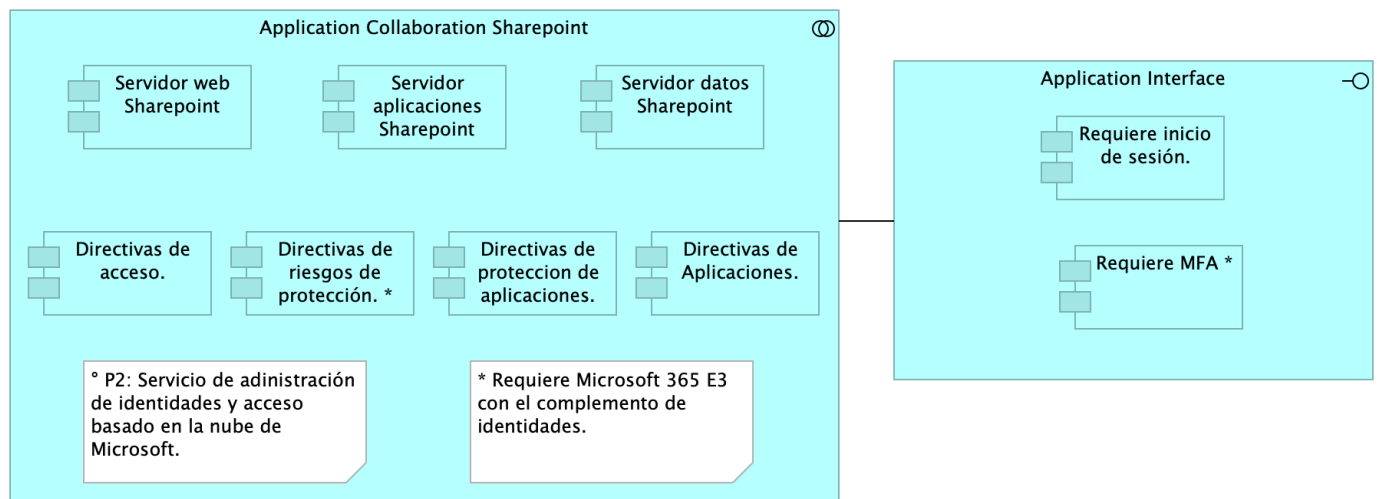 Application Collaboration Sharepoint
Servidor web
Sharepoint
Servidor
aplicaciones
Sharepoint
Servidor datos
Sharepoint
Directivas de
acceso.
Directivas de
riesgos de
protección. *
Directivas de
proteccion de
aplicaciones.
Directivas de
Aplicaciones.
° P2: Servicio de adinistración
de identidades y acceso
basado en la nube de
Microsoft.
* Requiere Microsoft 365 E3
con el complemento de
identidades.
Application Interface
Requiere inicio
de sesión.
Requiere MFA *